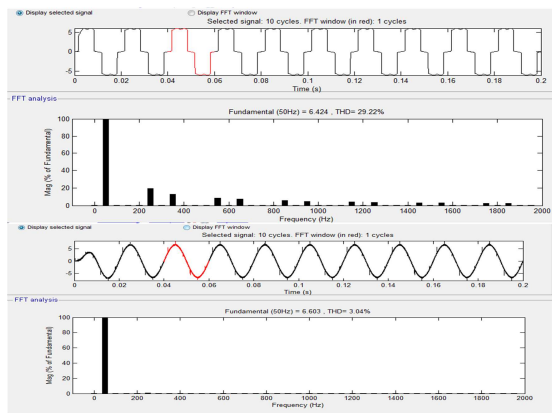 Display selected signal Display FFT window
Selected signal: 10 cycles. FFT window (in red): 1 cycles
5
0
-5
0 0.02 0.04 0.06 0.08 0.1 0.12 0.14 0.16 0.18 0.2
Time (s)
FFT analysis
Fundamental (50Hz) = 6.424 , THD= 29.22%
Mag (% of Fundamental)
100
80
60
40
20
0
0 200 400 600 800 1000 1200 1400 1600 1800 2000
Frequency (Hz)
Display selected signal Display FFT window
Selected signal: 10 cycles. FFT window (in red): 1 cycles
5
0
-5
0 0.02 0.04 0.06 0.08 0.1 0.12 0.14 0.16 0.18 0.2
Time (s)
FFT analysis
Fundamental (50Hz) = 6.603 , THD= 3.04%
Mag (% of Fundamental)
100
80
60
40
20
0
0 200 400 600 800 1000 1200 1400 1600 1800 2000
Frequency (Hz)